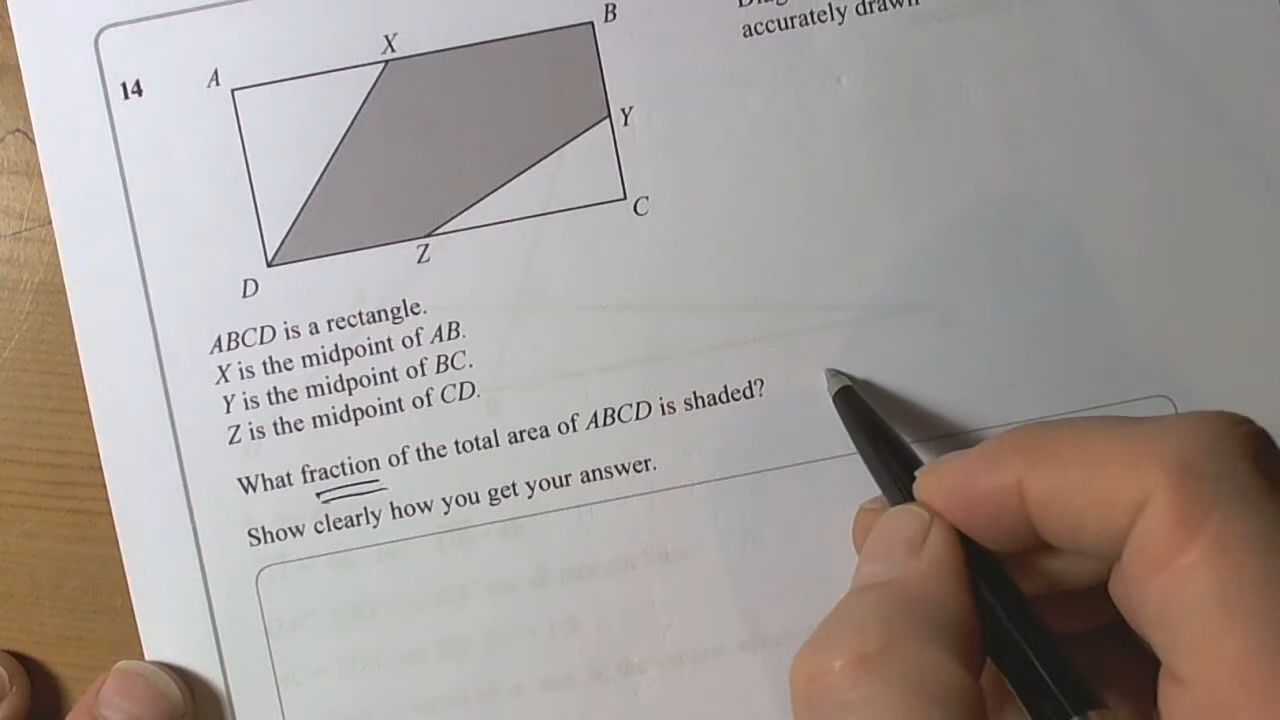 B
accurately drawn
X
A
14
Y
C
Z
D
ABCD is a rectangle.
X is the midpoint of AB.
Y is the midpoint of BC.
Z is the midpoint of CD.
What fraction of the total area of ABCD is shaded?
Show clearly how you get your answer.